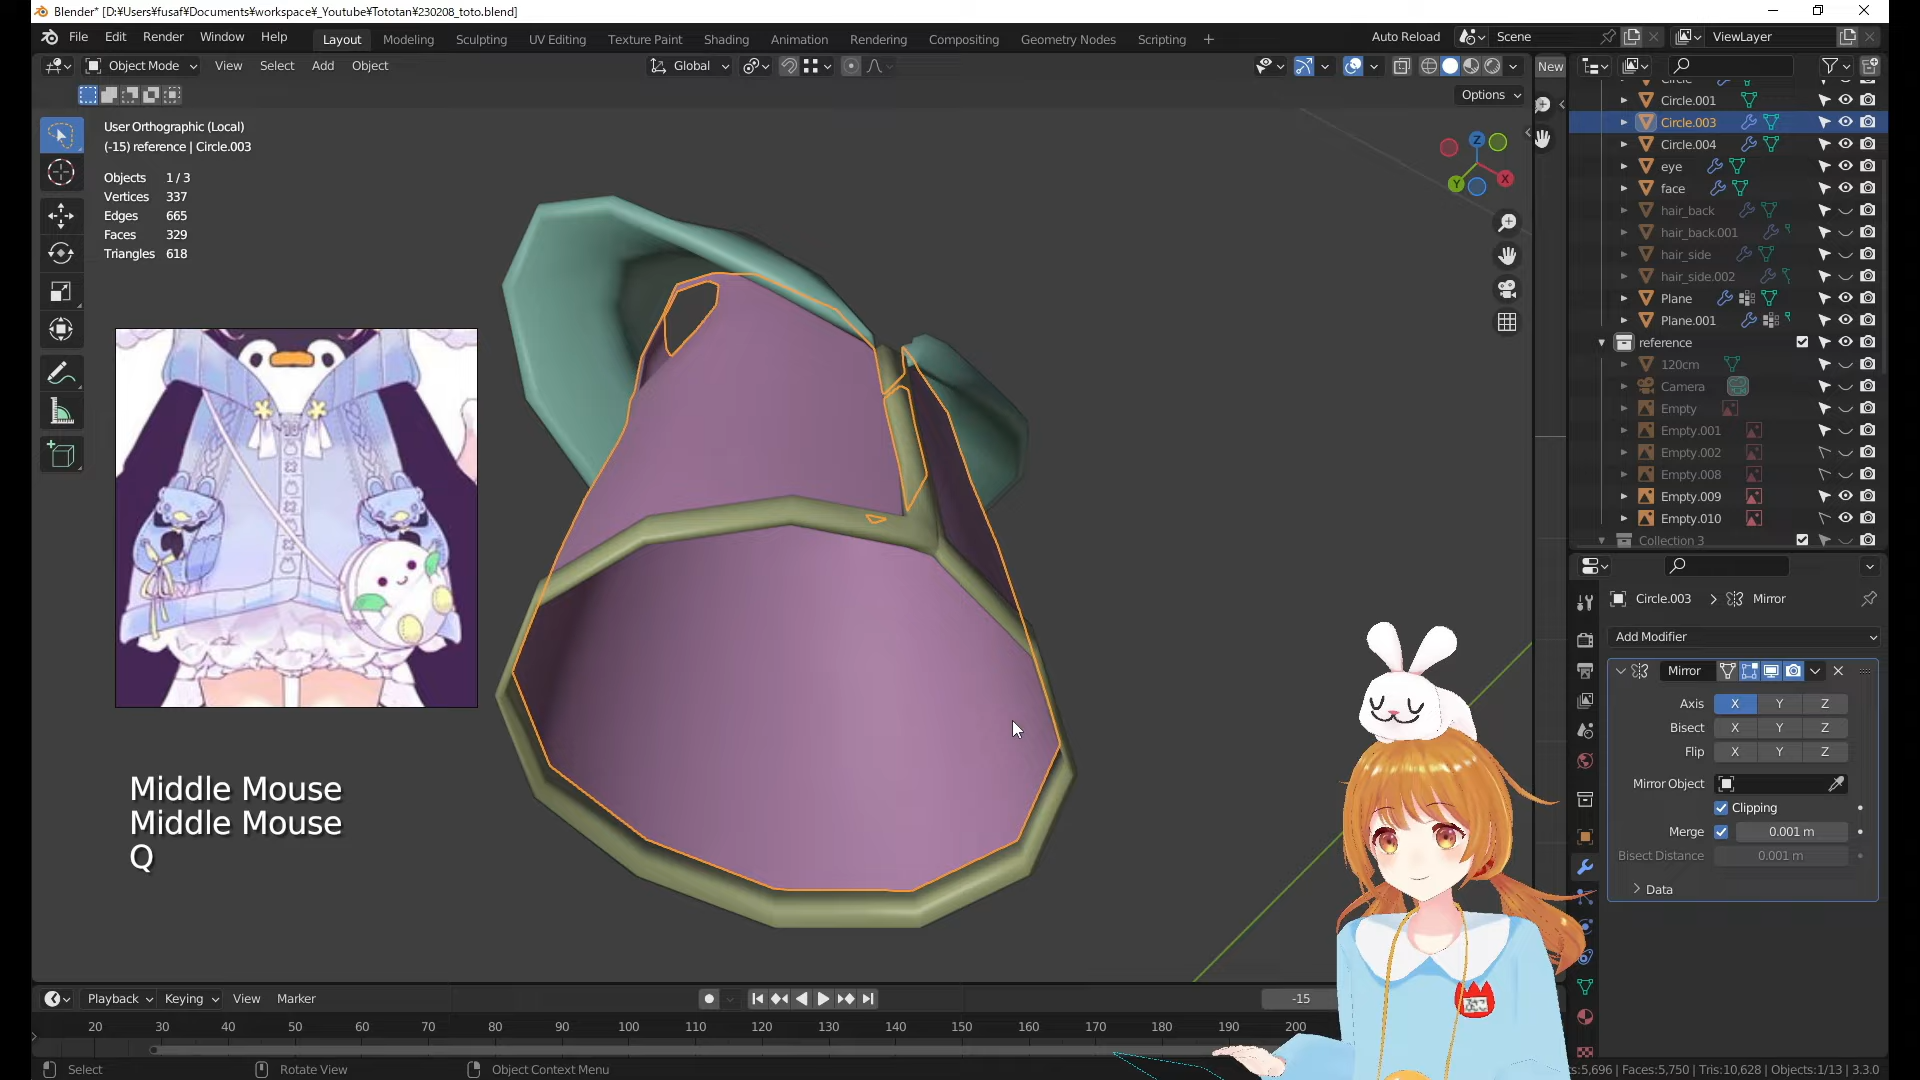 Blender* [D:¥Users¥fusaf¥Documents¥workspace¥_Youtube¥Tototan¥230208_toto.blend]
File Edit Render Window Help Layout Modeling Sculpting UV Editing Texture Paint Shading Animation Rendering Compositing Geometry Nodes Scripting + Auto Reload Scene ViewLayer
Object Mode View Select Add Object Global New
Options
User Orthographic (Local)
(-15) reference | Circle.003
Objects 1 / 3
Vertices 337
Edges 665
Faces 329
Triangles 618
Z
X
Y
Middle Mouse
Middle Mouse
Q
Circle.001
Circle.003
Circle.004
eye
face
hair_back
hair_back.001
hair_side
hair_side.002
Plane
Plane.001
reference
120cm
Camera
Empty
Empty.001
Empty.002
Empty.008
Empty.009
Empty.010
Collection 3
Circle.003 > Mirror
Add Modifier
Mirror
Axis X Y Z
Bisect X Y Z
Flip X Y Z
Mirror Object
Clipping
Merge 0.001 m
Bisect Distance 0.001 m
Data
Playback Keying View Marker -15
20 30 40 50 60 70 80 90 100 110 120 130 140 150 160 170 180 190 200
Select Rotate View Object Context Menu
5,696 | Faces:5,750 | Tris:10,628 | Objects:1/13 | 3.3.0